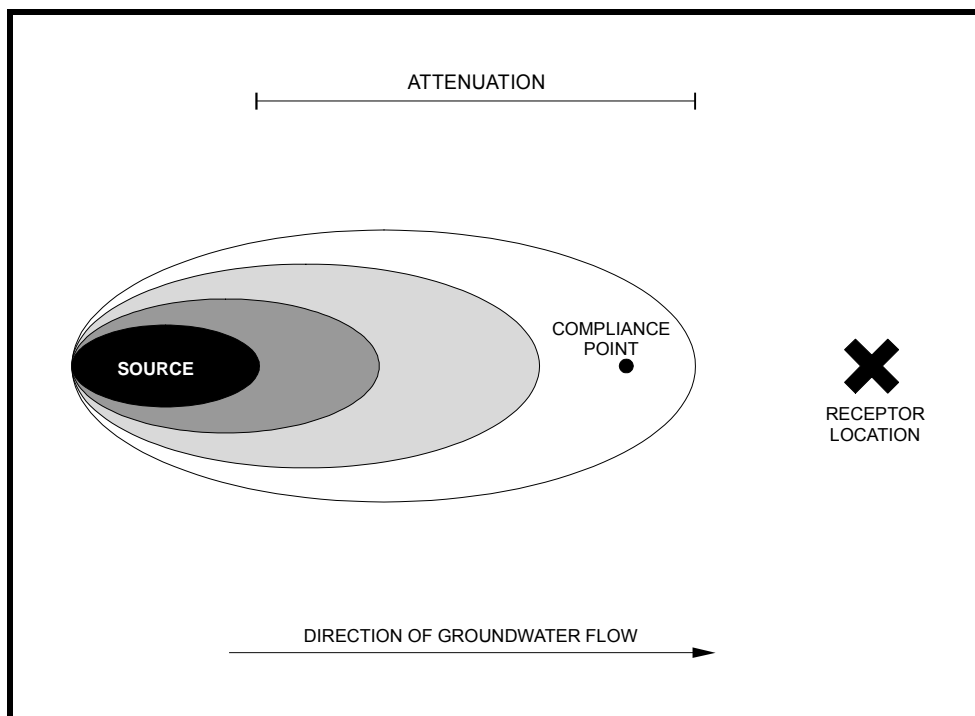 ATTENUATION
COMPLIANCE
POINT
SOURCE
RECEPTOR
LOCATION
DIRECTION OF GROUNDWATER FLOW